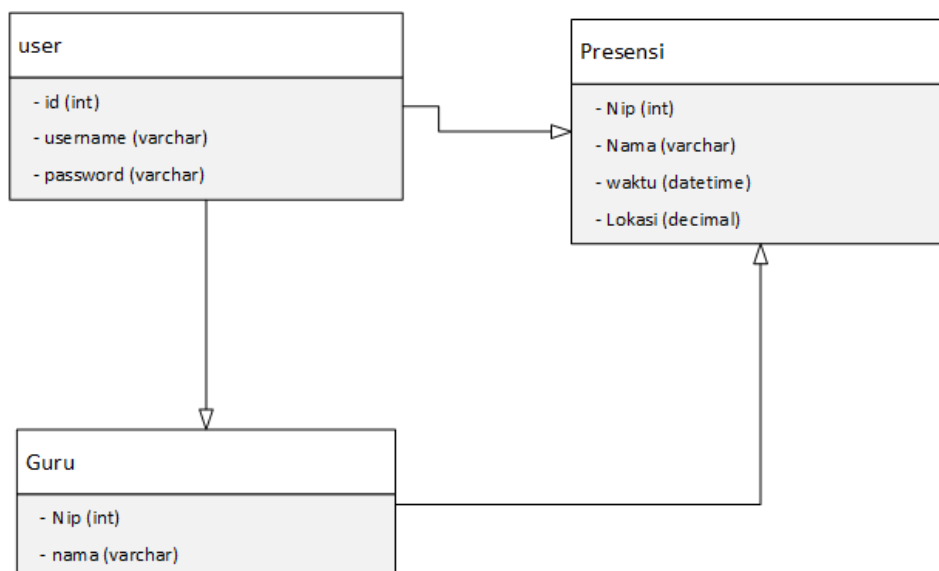 user
- id (int)
- username (varchar)
- password (varchar)
Presensi
- Nip (int)
- Nama (varchar)
- waktu (datetime)
- Lokasi (decimal)
Guru
- Nip (int)
- nama (varchar)